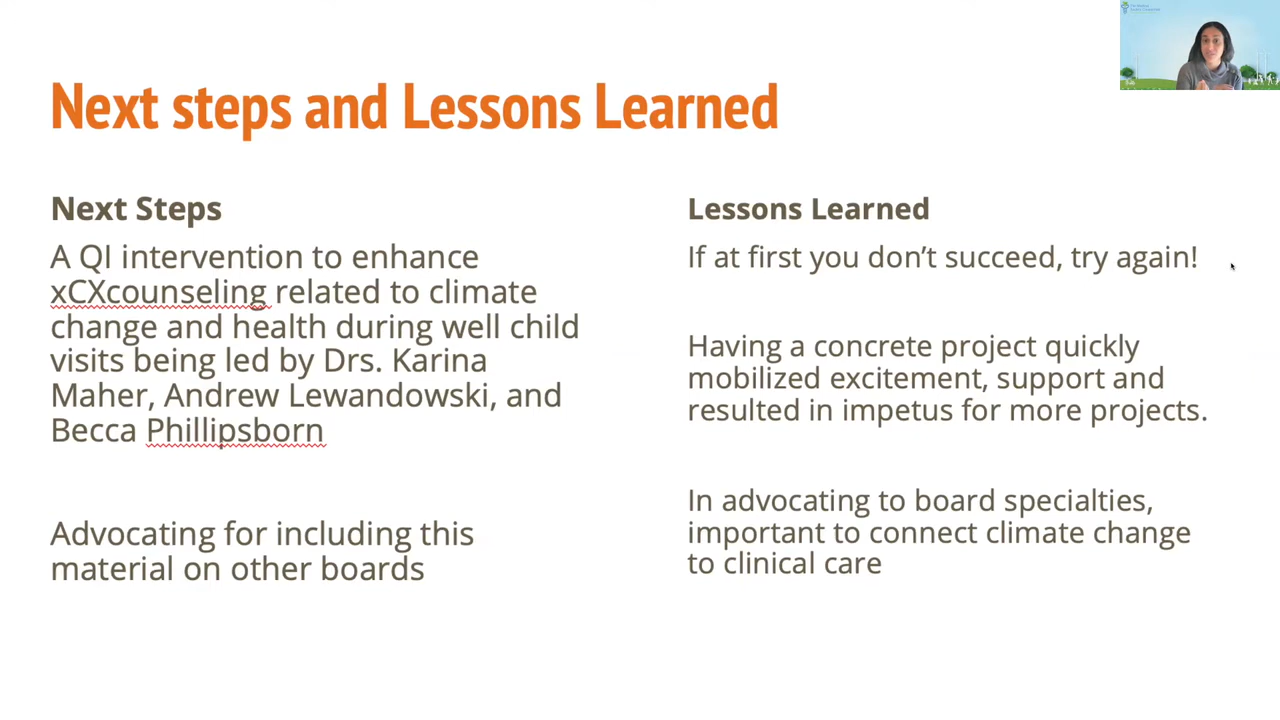 Next steps and Lessons Learned
Next Steps
A QI intervention to enhance
xCXcounseling related to climate
change and health during well child
visits being led by Drs. Karina
Maher, Andrew Lewandowski, and
Becca Phillipsborn
Advocating for including this
material on other boards
Lessons Learned
If at first you don’t succeed, try again!
Having a concrete project quickly
mobilized excitement, support and
resulted in impetus for more projects.
In advocating to board specialties,
important to connect climate change
to clinical care